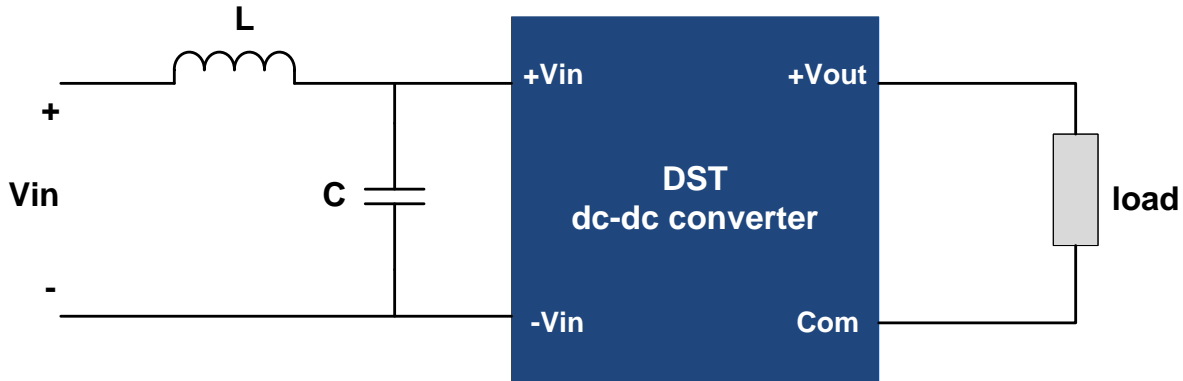 L
+Vin
+Vout
+
DST
Vin
C
dc-dc converter
load
-
-Vin
Com